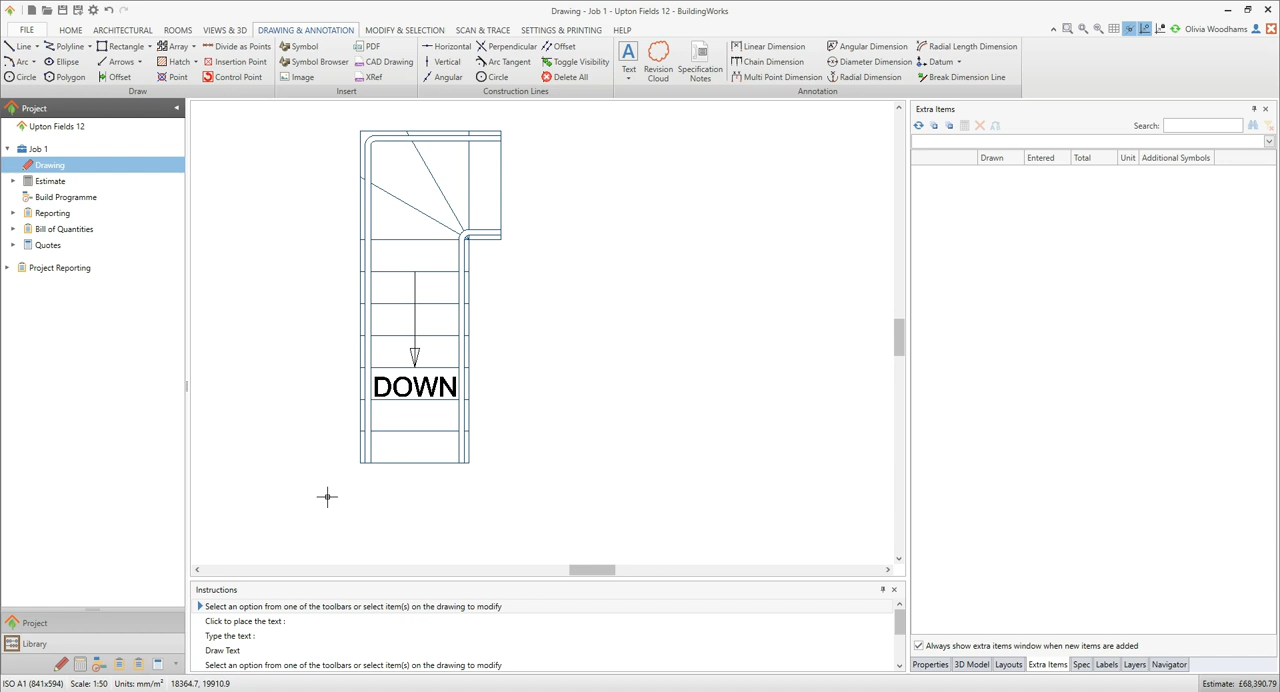 Drawing - Job 1 - Upton Fields 12 - BuildingWorks
FILE HOME ARCHITECTURAL ROOMS VIEWS & 3D DRAWING & ANNOTATION MODIFY & SELECTION SCAN & TRACE SETTINGS & PRINTING HELP Olivia Woodhams
Line Polyline Rectangle Array Divide as Points Symbol PDF Horizontal Perpendicular Offset Linear Dimension Angular Dimension Radial Length Dimension
Arc Ellipse Arrows Hatch Insertion Point Symbol Browser CAD Drawing Vertical Arc Tangent Toggle Visibility Chain Dimension Diameter Dimension Datum
Circle Polygon Offset Point Control Point Image XRef Angular Circle Delete All Multi Point Dimension Radial Dimension Break Dimension Line
Text Revision Cloud Specification Notes
Draw Insert Construction Lines Annotation
Project
Upton Fields 12
Job 1
Drawing
Estimate
Build Programme
Reporting
Bill of Quantities
Quotes
Project Reporting
Project
Library
DOWN
Instructions
Select an option from one of the toolbars or select item(s) on the drawing to modify
Click to place the text :
Type the text :
Draw Text
Select an option from one of the toolbars or select item(s) on the drawing to modify
Extra Items
Search:
Drawn Entered Total Unit Additional Symbols
Always show extra items window when new items are added
Properties 3D Model Layouts Extra Items Spec Labels Layers Navigator
ISO A1 (841x594) Scale: 1:50 Units: mm/m² 18364.7, 19910.9 Estimate: £68,390.79